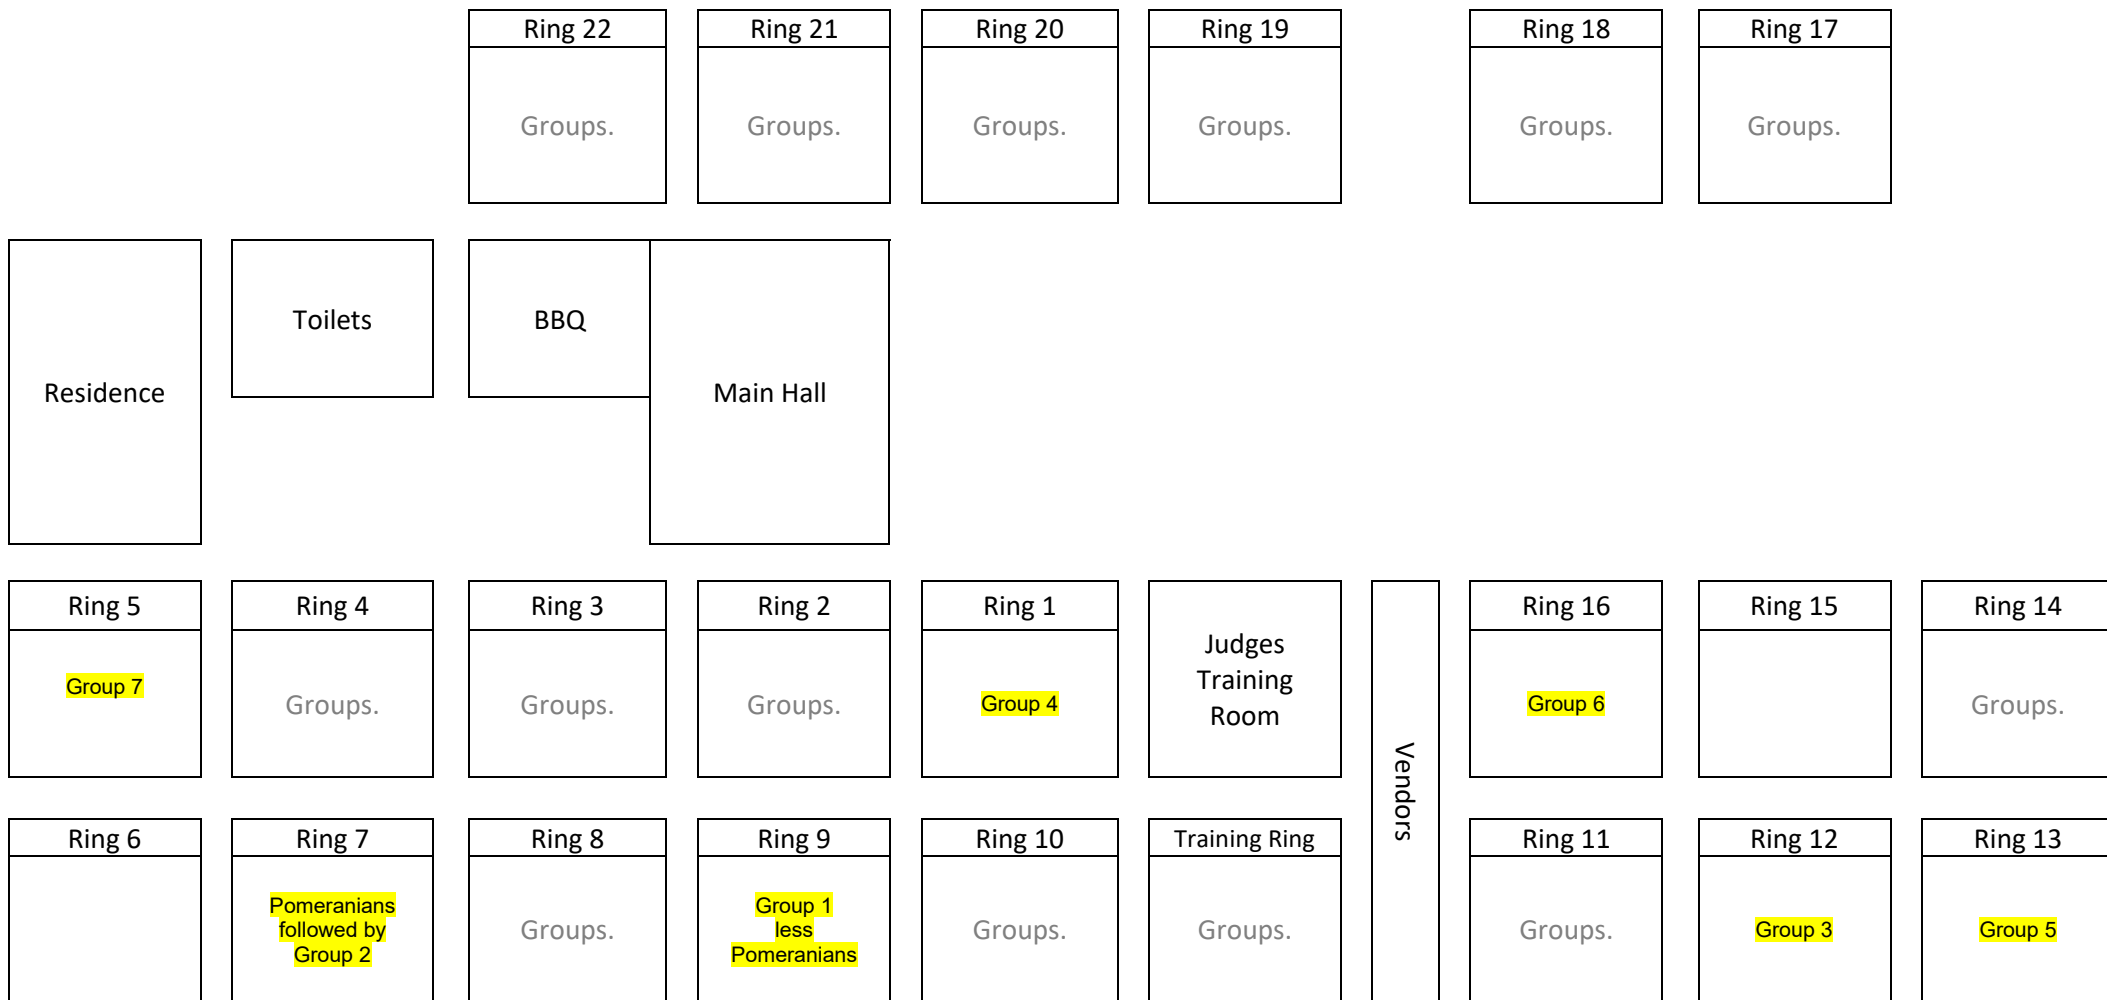 Ring 22
Ring 21
Ring 20
Ring 19
Ring 18
Ring 17
Groups.
Groups.
Groups.
Groups.
Groups.
Groups.
Residence
Toilets
BBQ
Main Hall
Ring 5
Ring 4
Ring 3
Ring 2
Ring 1
Judges
Training
Room
Vendors
Ring 16
Ring 15
Ring 14
Group 7
Groups.
Groups.
Groups.
Group 4
Group 6
Groups.
Ring 6
Ring 7
Ring 8
Ring 9
Ring 10
Training Ring
Ring 11
Ring 12
Ring 13
Pomeranians
followed by
Group 2
Groups.
Group 1
less
Pomeranians
Groups.
Groups.
Groups.
Group 3
Group 5